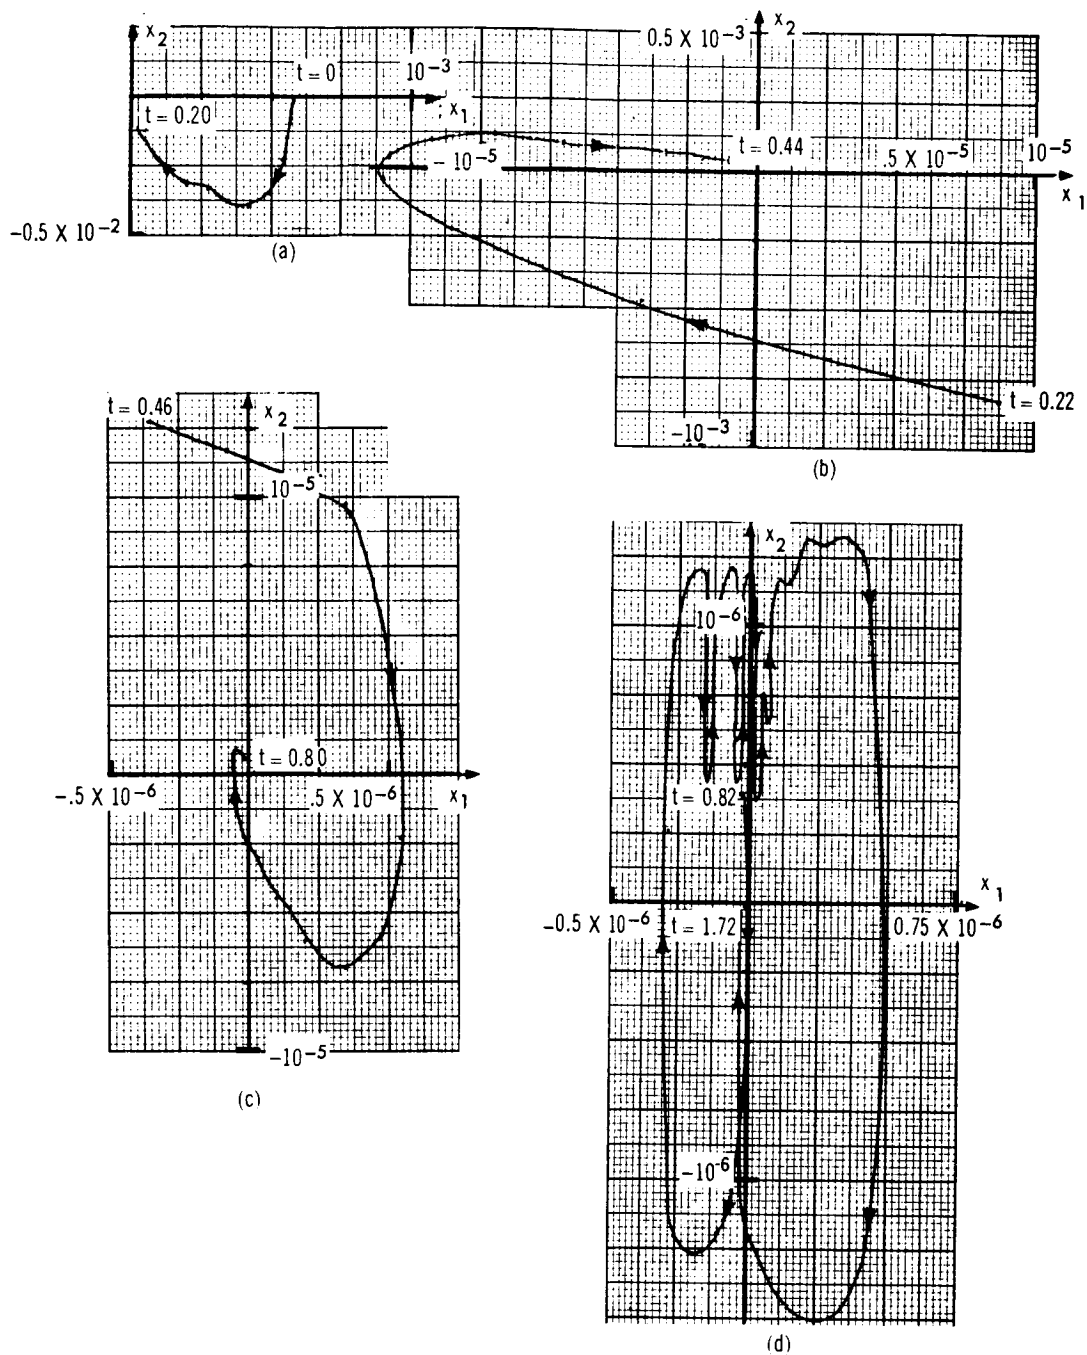 x2
t = 0
10-3
x1
t = 0.20
-0.5 X 10-2
(a)
0.5 X 10-3
x2
t = 0.44
- 10-5
.5 X 10-5
10-5
x1
t = 0.22
-10-3
(b)
t = 0.46
x2
10-5
t = 0.80
-.5 X 10-6
.5 X 10-6
x1
-10-5
(c)
x2
10-6
t = 0.82
x1
-0.5 X 10-6
t = 1.72
0.75 X 10-6
-10-6
(d)